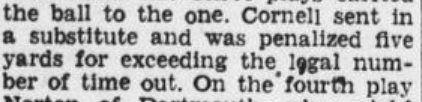 the ball to the one. Cornell sent in
a substitute and was penalized five
yards for exceeding the legal num-
ber of time out. On the fourth play